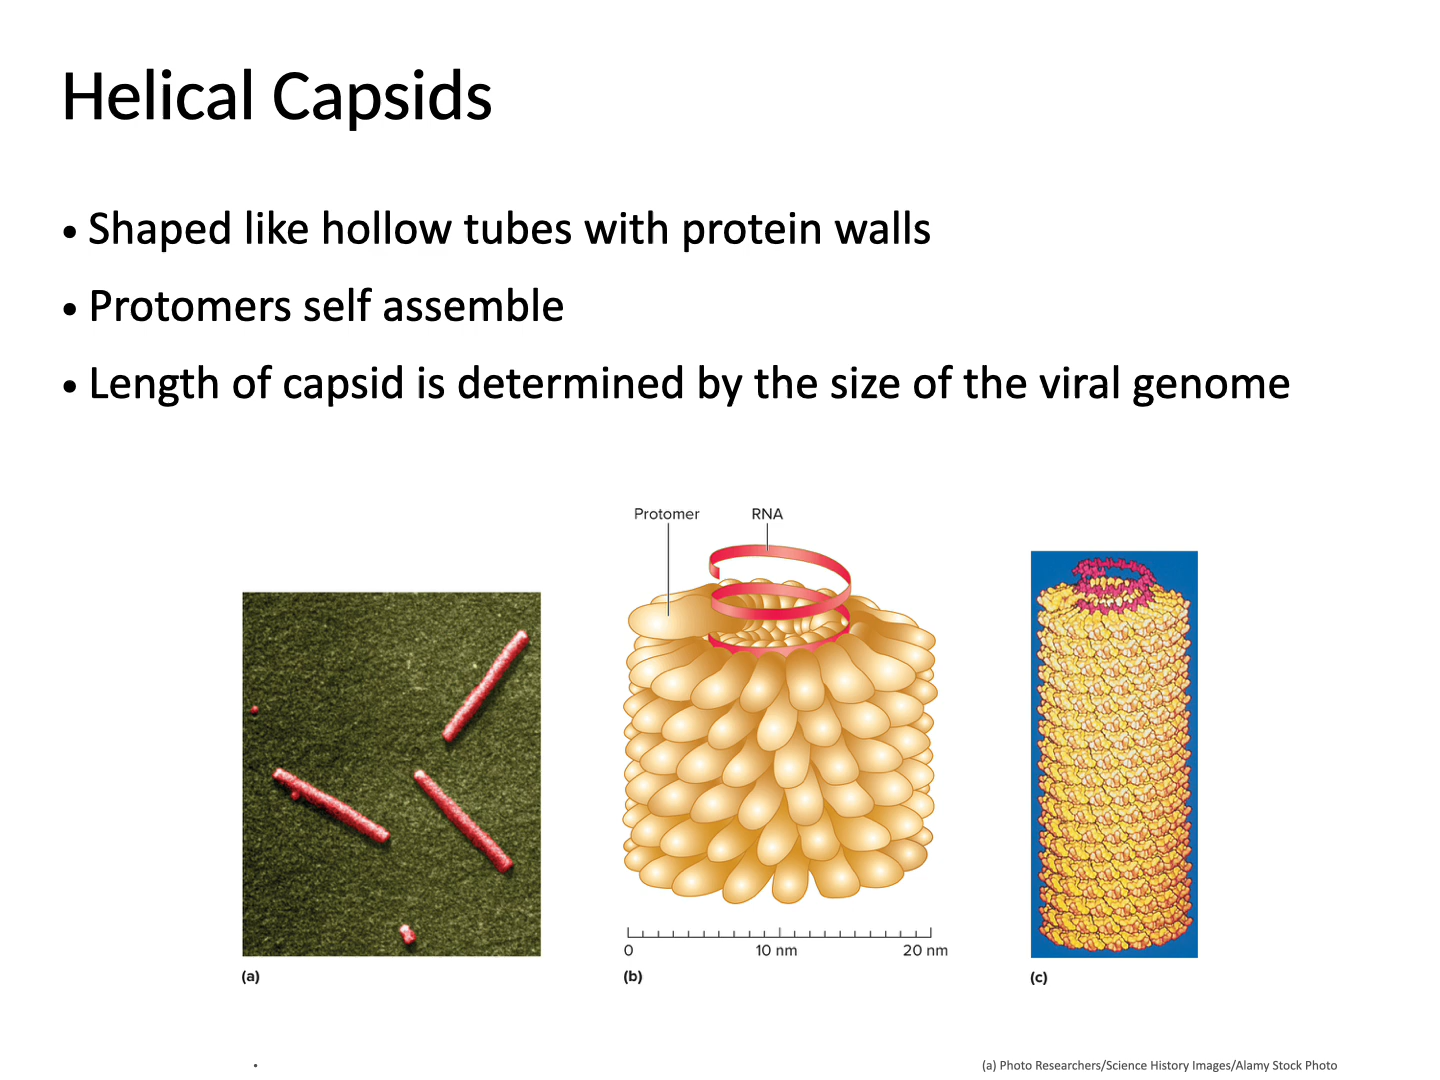 Helical Capsids
• Shaped like hollow tubes with protein walls
• Protomers self assemble
• Length of capsid is determined by the size of the viral genome
Protomer RNA
0 10 nm 20 nm
(a) (b) (c)
(a) Photo Researchers/Science History Images/Alamy Stock Photo